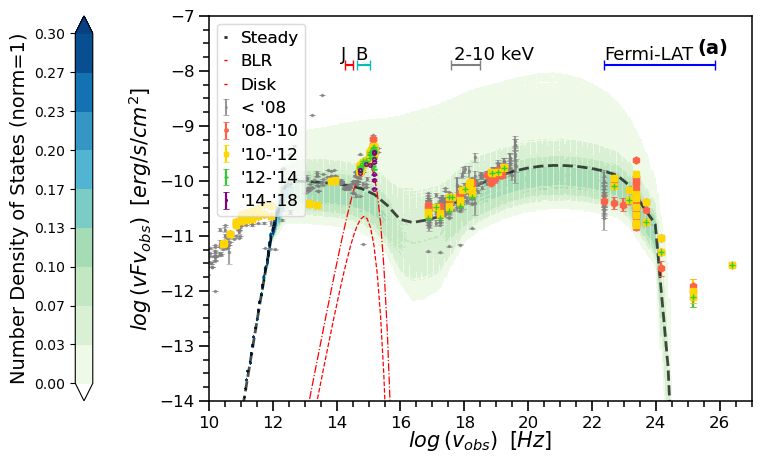 Number Density of States (norm=1)
0.30
0.27
0.23
0.20
0.17
0.13
0.10
0.07
0.03
0.00
log (νFν_obs) [erg/s/cm²]
−7
−8
−9
−10
−11
−12
−13
−14
Steady
BLR
Disk
< '08
'08-'10
'10-'12
'12-'14
'14-18
J B
2-10 keV
Fermi-LAT
(a)
10 12 14 16 18 20 22 24 26
log (ν_obs) [Hz]